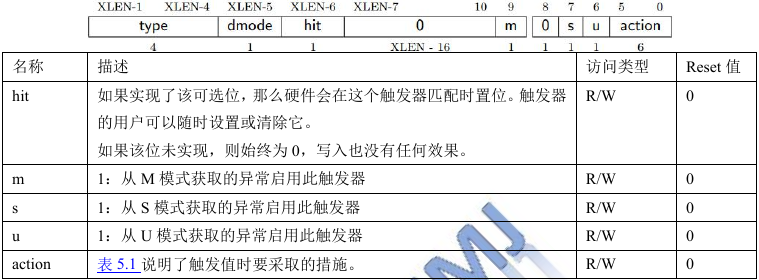 XLEN-1 XLEN-4 XLEN-5 XLEN-6 XLEN-7 10 9 8 7 6 5 0
type dmode hit 0 m 0 s u action
4 1 1 XLEN - 16 1 1 1 1 6
名称 描述 访问类型 Reset 值
hit 如果实现了该可选位，那么硬件会在这个触发器匹配时置位。触发器 R/W 0
的用户可以随时设置或清除它。
如果该位未实现，则始终为 0，写入也没有任何效果。
m 1：从 M 模式获取的异常启用此触发器 R/W 0
s 1：从 S 模式获取的异常启用此触发器 R/W 0
u 1：从 U 模式获取的异常启用此触发器 R/W 0
action 表 5.1 说明了触发值时要采取的措施。 R/W 0